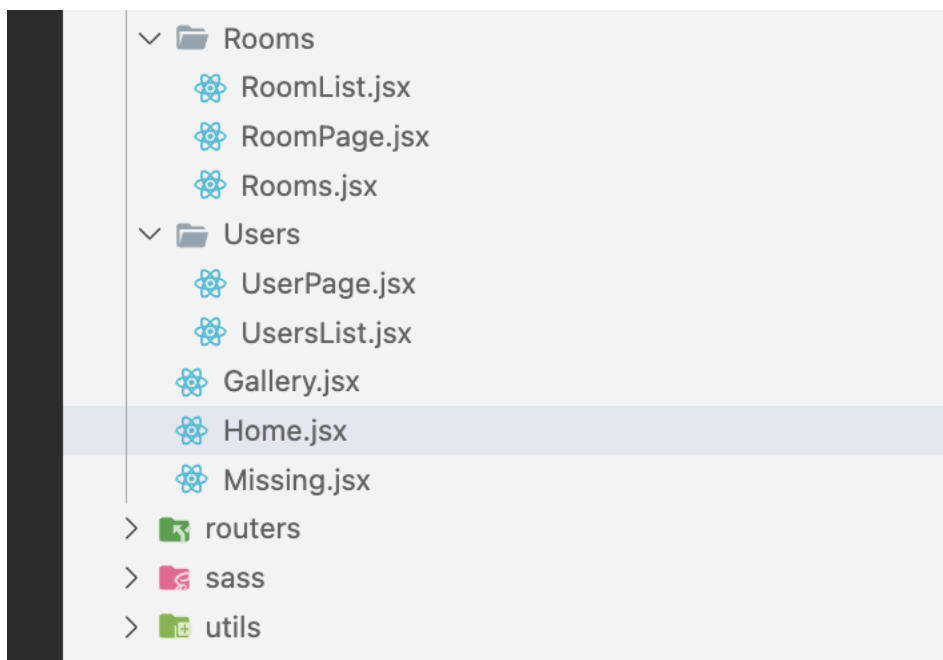 Rooms
RoomList.jsx
RoomPage.jsx
Rooms.jsx
Users
UserPage.jsx
UsersList.jsx
Gallery.jsx
Home.jsx
Missing.jsx
routers
sass
utils